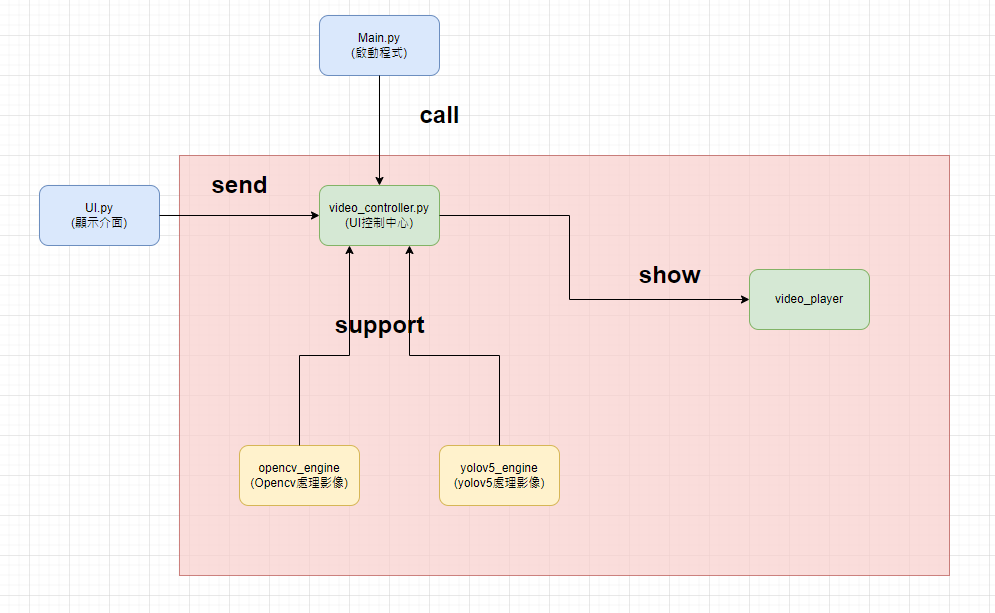 Main.py
(啟動程式)
call
send
UI.py
(顯示介面)
video_controller.py
(UI控制中心)
show
video_player
support
opencv_engine
(Opencv處理影像)
yolov5_engine
(yolov5處理影像)